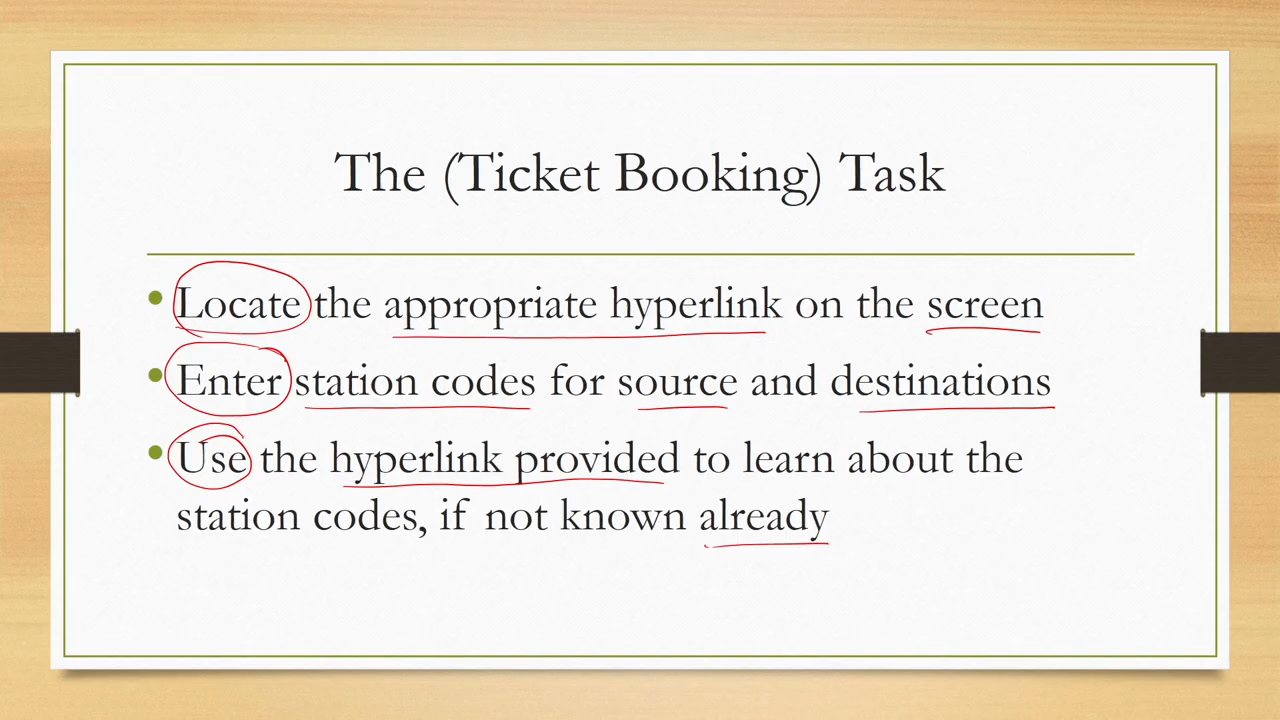 The (Ticket Booking) Task
• Locate the appropriate hyperlink on the screen
• Enter station codes for source and destinations
• Use the hyperlink provided to learn about the
station codes, if not known already